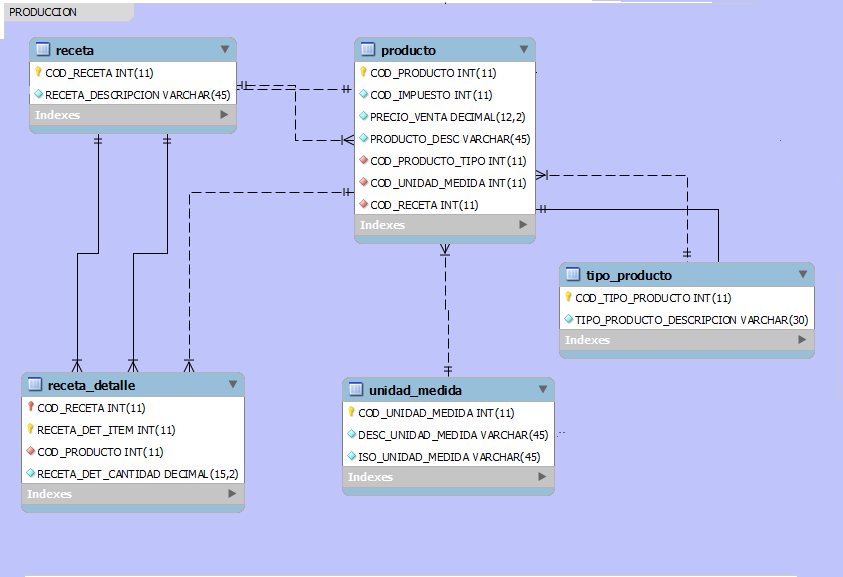 PRODUCCION
receta
COD_RECETA INT(11)
RECETA_DESCRIPCION VARCHAR(45)
Indexes
producto
COD_PRODUCTO INT(11)
COD_IMPUESTO INT(11)
PRECIO_VENTA DECIMAL(12,2)
PRODUCTO_DESC VARCHAR(45)
COD_PRODUCTO_TIPO INT(11)
COD_UNIDAD_MEDIDA INT(11)
COD_RECETA INT(11)
Indexes
tipo_producto
COD_TIPO_PRODUCTO INT(11)
TIPO_PRODUCTO_DESCRIPCION VARCHAR(30)
Indexes
receta_detalle
COD_RECETA INT(11)
RECETA_DET_ITEM INT(11)
COD_PRODUCTO INT(11)
RECETA_DET_CANTIDAD DECIMAL(15,2)
Indexes
unidad_medida
COD_UNIDAD_MEDIDA INT(11)
DESC_UNIDAD_MEDIDA VARCHAR(45)
ISO_UNIDAD_MEDIDA VARCHAR(45)
Indexes